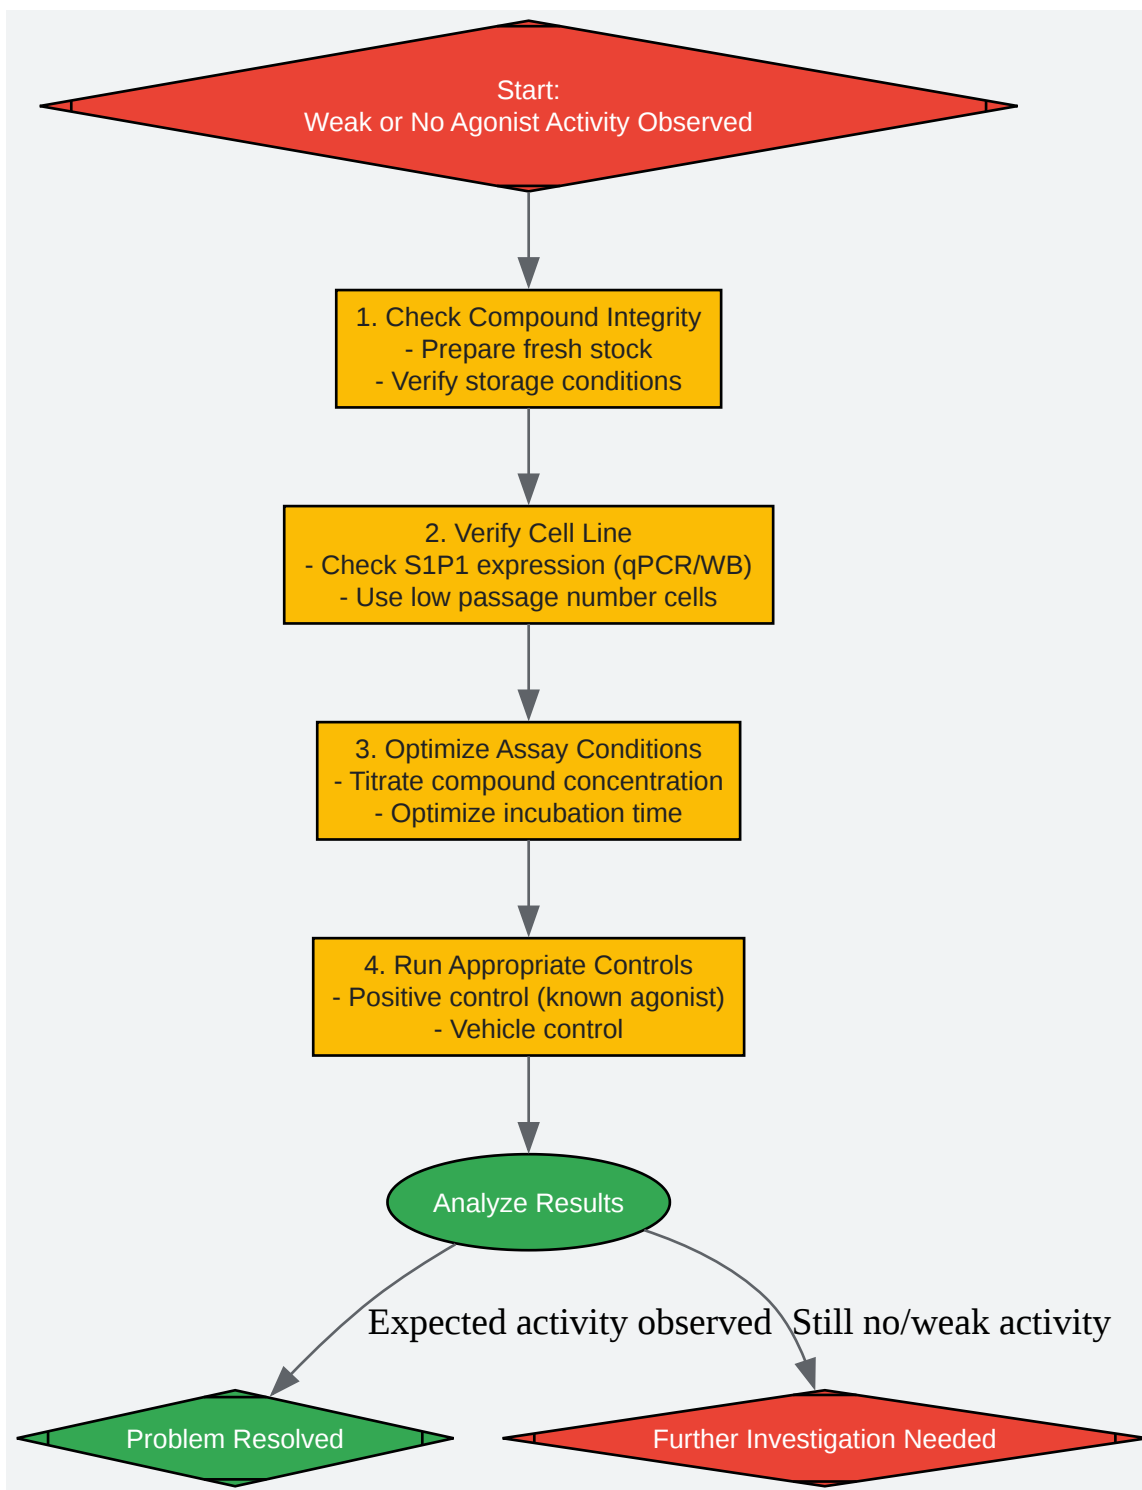 Start:
Weak or No Agonist Activity Observed
1. Check Compound Integrity
- Prepare fresh stock
- Verify storage conditions
2. Verify Cell Line
- Check S1P1 expression (qPCR/WB)
- Use low passage number cells
3. Optimize Assay Conditions
- Titrate compound concentration
- Optimize incubation time
4. Run Appropriate Controls
- Positive control (known agonist)
- Vehicle control
Analyze Results
Expected activity observed
Still no/weak activity
Problem Resolved
Further Investigation Needed